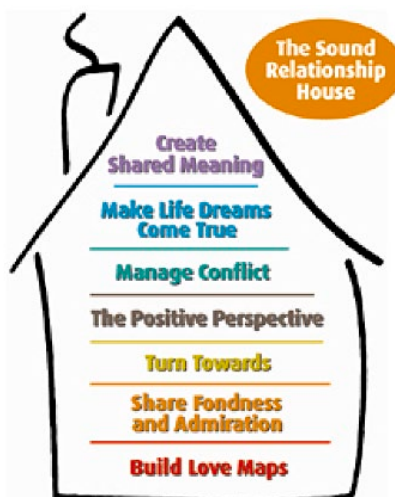 The Sound
Relationship
House
Create
Shared Meaning
Make Life Dreams
Come True
Manage Conflict
The Positive Perspective
Turn Towards
Share Fondness
and Admiration
Build Love Maps